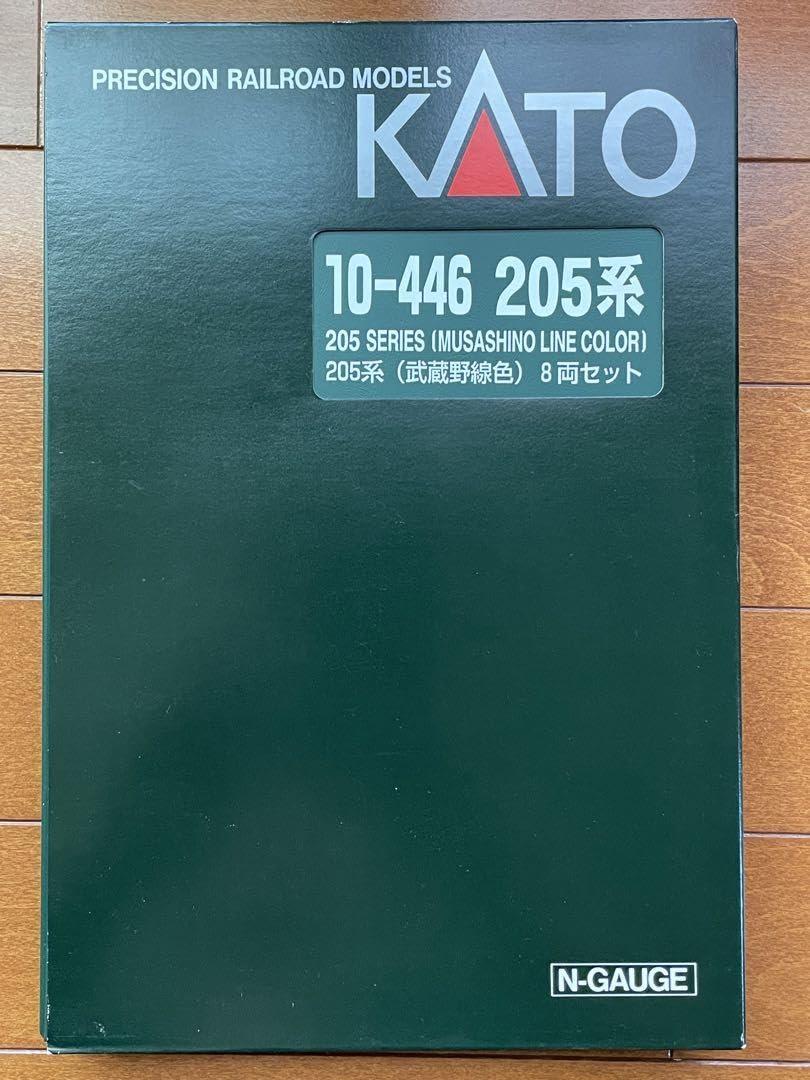 PRECISION RAILROAD MODELS
KATO
10-446 205系
205 SERIES (MUSASHINO LINE COLOR)
205系（武蔵野線色） 8両セット
N-GAUGE